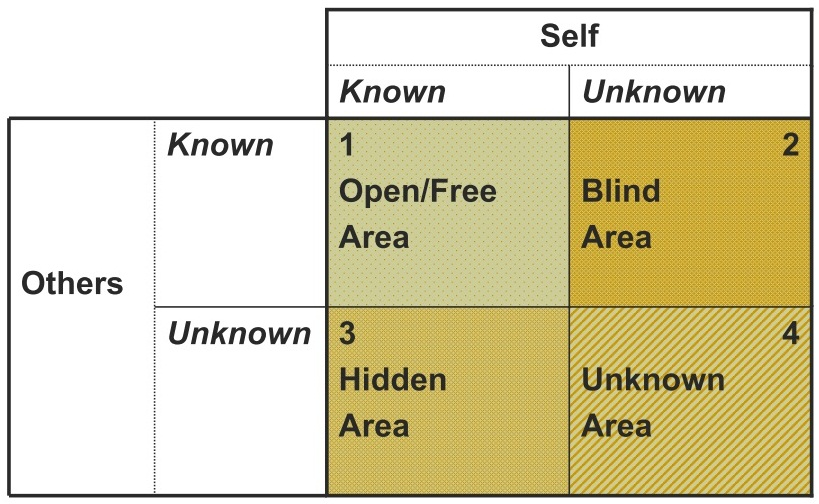 Self
Known Unknown
Known 1 2
Open/Free Blind
Area Area
Others
Unknown 3 4
Hidden Unknown
Area Area